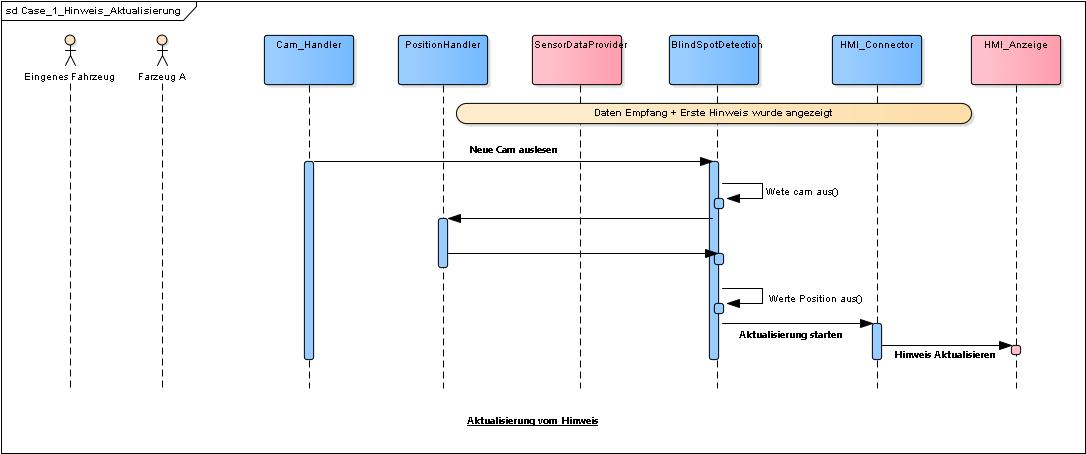 sd Case_1_Hinweis_Aktualisierung
Eingenes Fahrzeug
Farzeug A
Cam_Handler
PositionHandler
SensorDataProvider
BlindSpotDetection
HMI_Connector
HMI_Anzeige
Daten Empfang + Erste Hinweis wurde angezeigt
Neue Cam auslesen
Wete cam aus()
Werte Position aus()
Aktualisierung starten
Hinweis Aktualisieren
Aktualisierung vom Hinweis